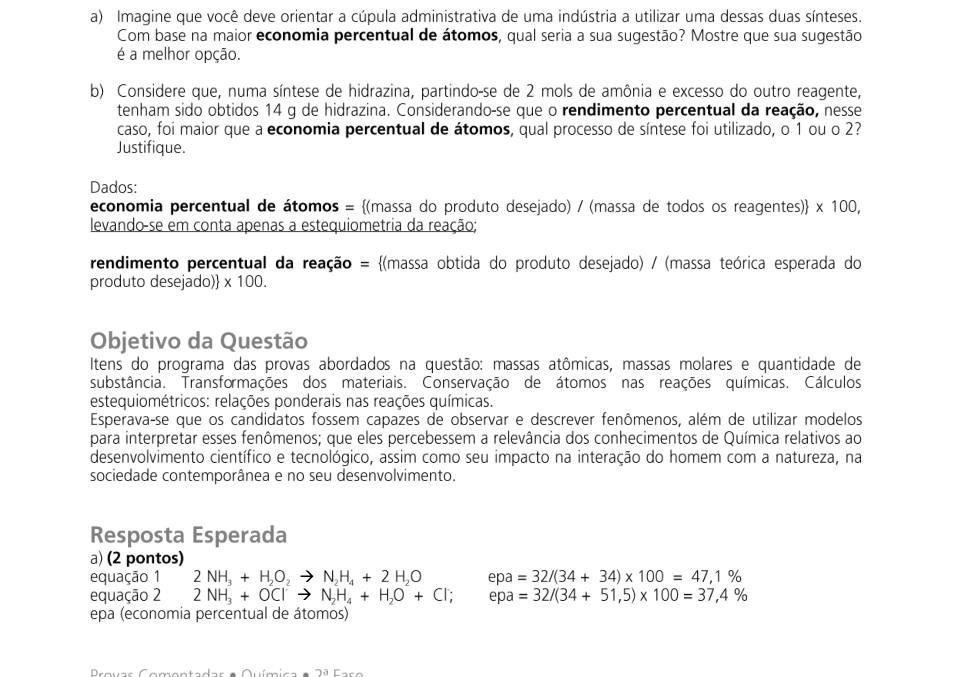 a) Imagine que você deve orientar a cúpula administrativa de uma indústria a utilizar uma dessas duas sínteses.
Com base na maior economia percentual de átomos, qual seria a sua sugestão? Mostre que sua sugestão
é a melhor opção.
b) Considere que, numa síntese de hidrazina, partindo-se de 2 mols de amônia e excesso do outro reagente,
tenham sido obtidos 14 g de hidrazina. Considerando-se que o rendimento percentual da reação, nesse
caso, foi maior que a economia percentual de átomos, qual processo de síntese foi utilizado, o 1 ou o 2?
Justifique.
Dados:
economia percentual de átomos = {(massa do produto desejado) / (massa de todos os reagentes)} x 100,
levando-se em conta apenas a estequiometria da reação;
rendimento percentual da reação = {(massa obtida do produto desejado) / (massa teórica esperada do
produto desejado)} x 100.
Objetivo da Questão
Itens do programa das provas abordados na questão: massas atômicas, massas molares e quantidade de
substância. Transformações dos materiais. Conservação de átomos nas reações químicas. Cálculos
estequiométricos: relações ponderais nas reações químicas.
Esperava-se que os candidatos fossem capazes de observar e descrever fenômenos, além de utilizar modelos
para interpretar esses fenômenos; que eles percebessem a relevância dos conhecimentos de Química relativos ao
desenvolvimento científico e tecnológico, assim como seu impacto na interação do homem com a natureza, na
sociedade contemporânea e no seu desenvolvimento.
Resposta Esperada
a) (2 pontos)
equação 1 2 NH₃ + H₂O₂ → N₂H₄ + 2 H₂O epa = 32/(34 + 34) x 100 = 47,1 %
equação 2 2 NH₃ + OCl⁻ → N₂H₄ + H₂O + Cl⁻; epa = 32/(34 + 51,5) x 100 = 37,4 %
epa (economia percentual de átomos)
Provas Comentadas • Química • 2ª Fase